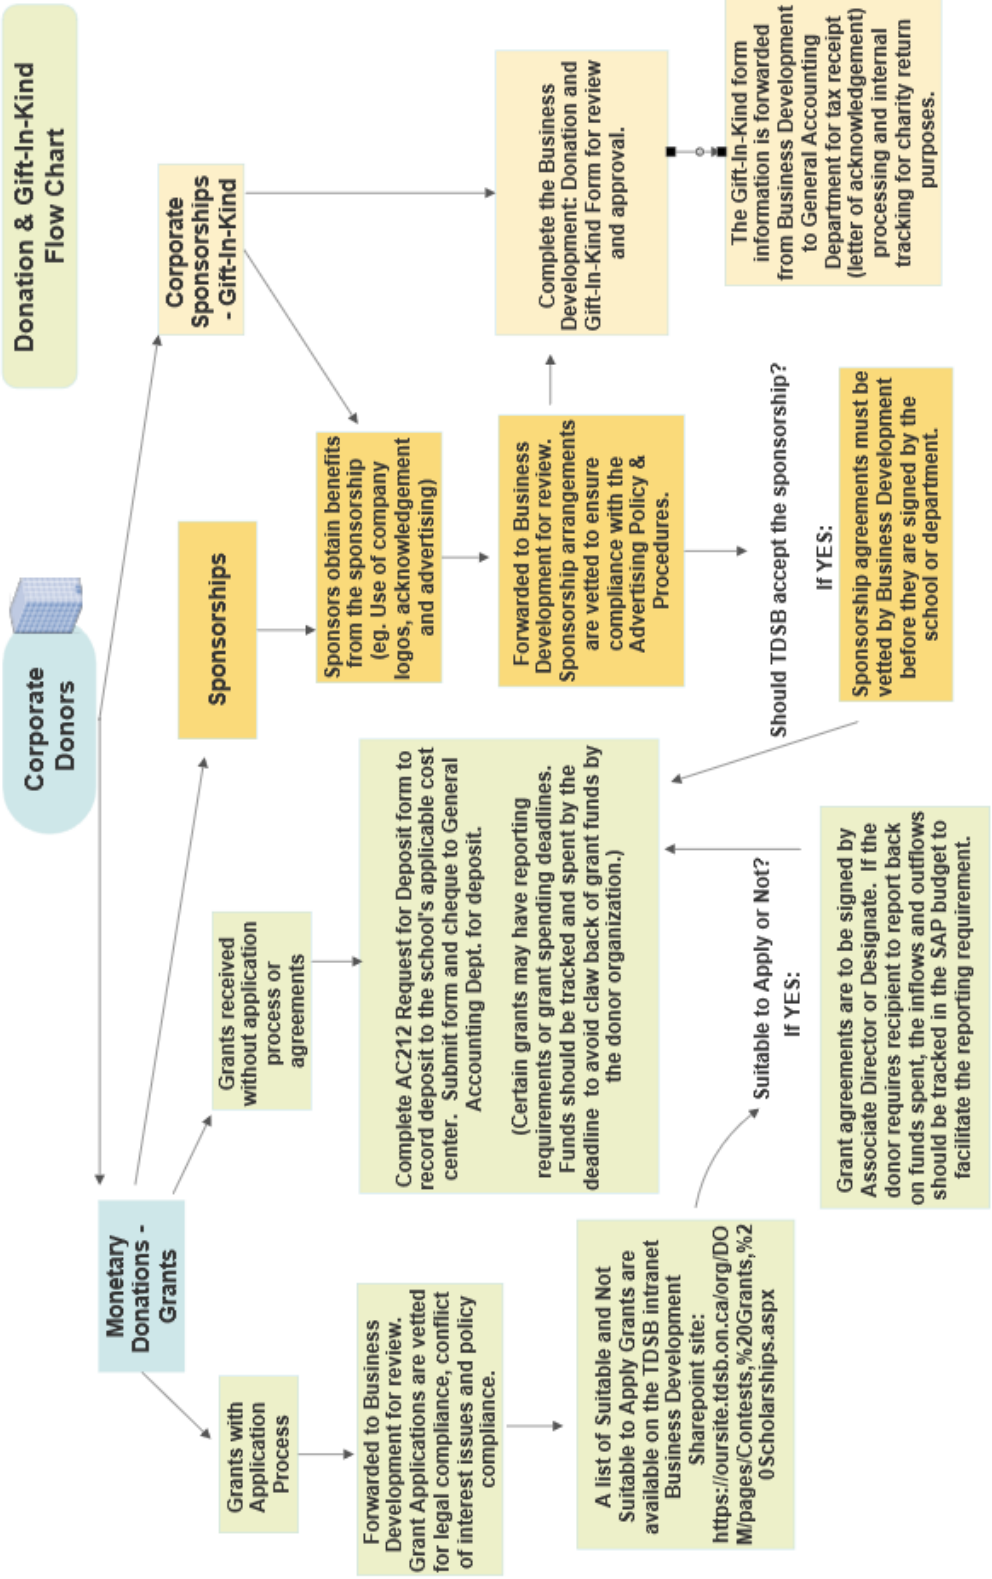 Donation & Gift-In-Kind
Flow Chart
Corporate
Donors
Monetary
Donations -
Grants
Sponsorships
Corporate
Sponsorships
- Gift-In-Kind
Grants with
Application
Process
Grants received
without application
process or
agreements
Sponsors obtain benefits
from the sponsorship
(eg. Use of company
logos, acknowledgement
and advertising)
Forwarded to Business
Development for review.
Grant Applications are vetted
for legal compliance, conflict
of interest issues and policy
compliance.
Complete AC212 Request for Deposit form to
record deposit to the school's applicable cost
center. Submit form and cheque to General
Accounting Dept. for deposit.
(Certain grants may have reporting
requirements or grant spending deadlines.
Funds should be tracked and spent by the
deadline to avoid claw back of grant funds by
the donor organization.)
Forwarded to Business
Development for review.
Sponsorship arrangements
are vetted to ensure
compliance with the
Advertising Policy &
Procedures.
Complete the Business
Development: Donation and
Gift-In-Kind Form for review
and approval.
A list of Suitable and Not
Suitable to Apply Grants are
available on the TDSB intranet
Business Development
Sharepoint site:
https://oursite.tdsb.on.ca/org/DO
M/pages/Contests,%20Grants,%2
0Scholarships.aspx
Suitable to Apply or Not?
If YES:
Should TDSB accept the sponsorship?
If YES:
The Gift-In-Kind form
information is forwarded
from Business Development
to General Accounting
Department for tax receipt
(letter of acknowledgement)
processing and internal
tracking for charity return
purposes.
Grant agreements are to be signed by
Associate Director or Designate. If the
donor requires recipient to report back
on funds spent, the inflows and outflows
should be tracked in the SAP budget to
facilitate the reporting requirement.
Sponsorship agreements must be
vetted by Business Development
before they are signed by the
school or department.